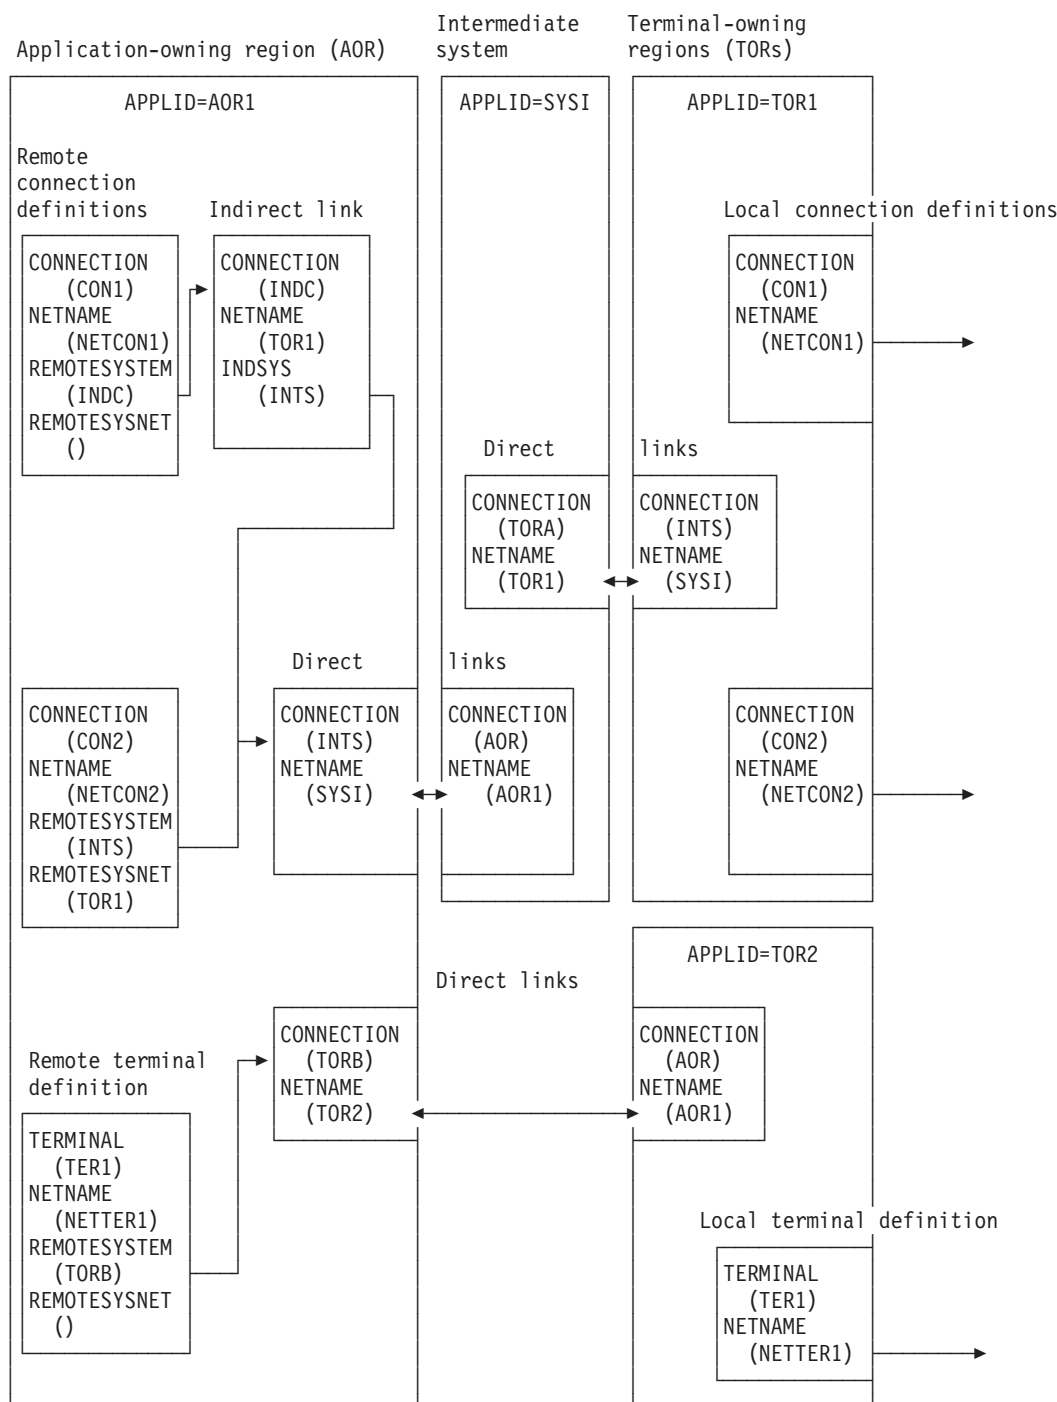 Intermediate
system
Terminal-owning
regions (TORs)
Application-owning region (AOR)
APPLID=AOR1
APPLID=SYSI
APPLID=TOR1
Remote
connection
definitions
Indirect link
Local connection definitions
CONNECTION
(CON1)
NETNAME
(NETCON1)
REMOTESYSTEM
(INDC)
REMOTESYSNET
()
CONNECTION
(INDC)
NETNAME
(TOR1)
INDSYS
(INTS)
CONNECTION
(CON1)
NETNAME
(NETCON1)
Direct links
CONNECTION
(TORA)
NETNAME
(TOR1)
CONNECTION
(INTS)
NETNAME
(SYSI)
Direct links
CONNECTION
(CON2)
NETNAME
(NETCON2)
REMOTESYSTEM
(INTS)
REMOTESYSNET
(TOR1)
CONNECTION
(INTS)
NETNAME
(SYSI)
CONNECTION
(AOR)
NETNAME
(AOR1)
CONNECTION
(CON2)
NETNAME
(NETCON2)
APPLID=TOR2
Direct links
CONNECTION
(TORB)
NETNAME
(TOR2)
CONNECTION
(AOR)
NETNAME
(AOR1)
Remote terminal
definition
TERMINAL
(TER1)
NETNAME
(NETTER1)
REMOTESYSTEM
(TORB)
REMOTESYSNET
()
Local terminal definition
TERMINAL
(TER1)
NETNAME
(NETTER1)